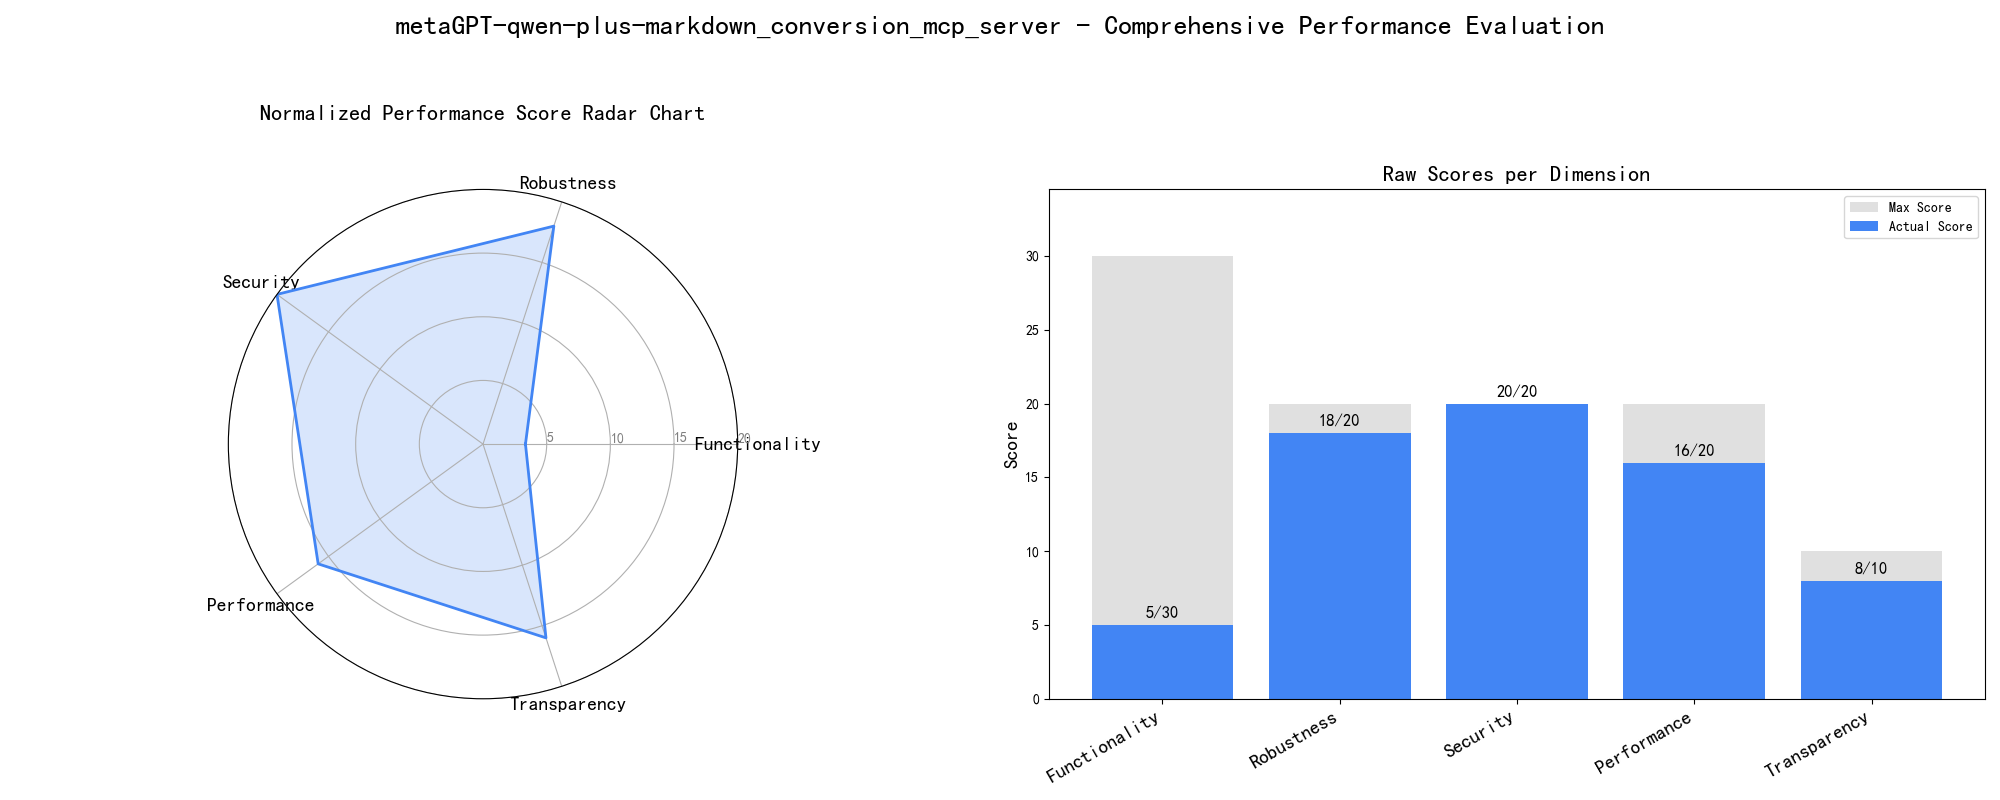 metaGPT-qwen-plus-markdown_conversion_mcp_server - Comprehensive Performance Evaluation
Normalized Performance Score Radar Chart
Robustness
Security
Functionality
Performance
Transparency
5
10
15
20
Raw Scores per Dimension
Max Score
Actual Score
Score
30
25
20
15
10
5
0
5/30
18/20
20/20
16/20
8/10
Functionality
Robustness
Security
Performance
Transparency